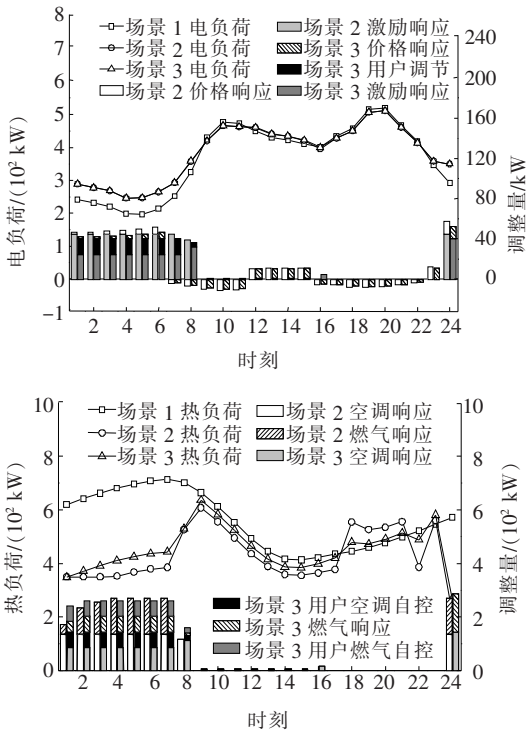 8
7
6
5
4
3
2
1
0
−1
电负荷/(10² kW)
场景 1 电负荷
场景 2 电负荷
场景 3 电负荷
场景 2 价格响应
场景 2 激励响应
场景 3 价格响应
场景 3 用户调节
场景 3 激励响应
240
200
160
120
80
40
0
调整量/kW
2 4 6 8 10 12 14 16 18 20 22 24
时刻
10
8
6
4
2
0
热负荷/(10² kW)
场景 1 热负荷
场景 2 热负荷
场景 3 热负荷
场景 2 空调响应
场景 2 燃气响应
场景 3 空调响应
场景 3 用户空调自控
场景 3 燃气响应
场景 3 用户燃气自控
10
8
6
4
2
0
调整量/(10² kW)
2 4 6 8 10 12 14 15 16 18 20 22 24
时刻